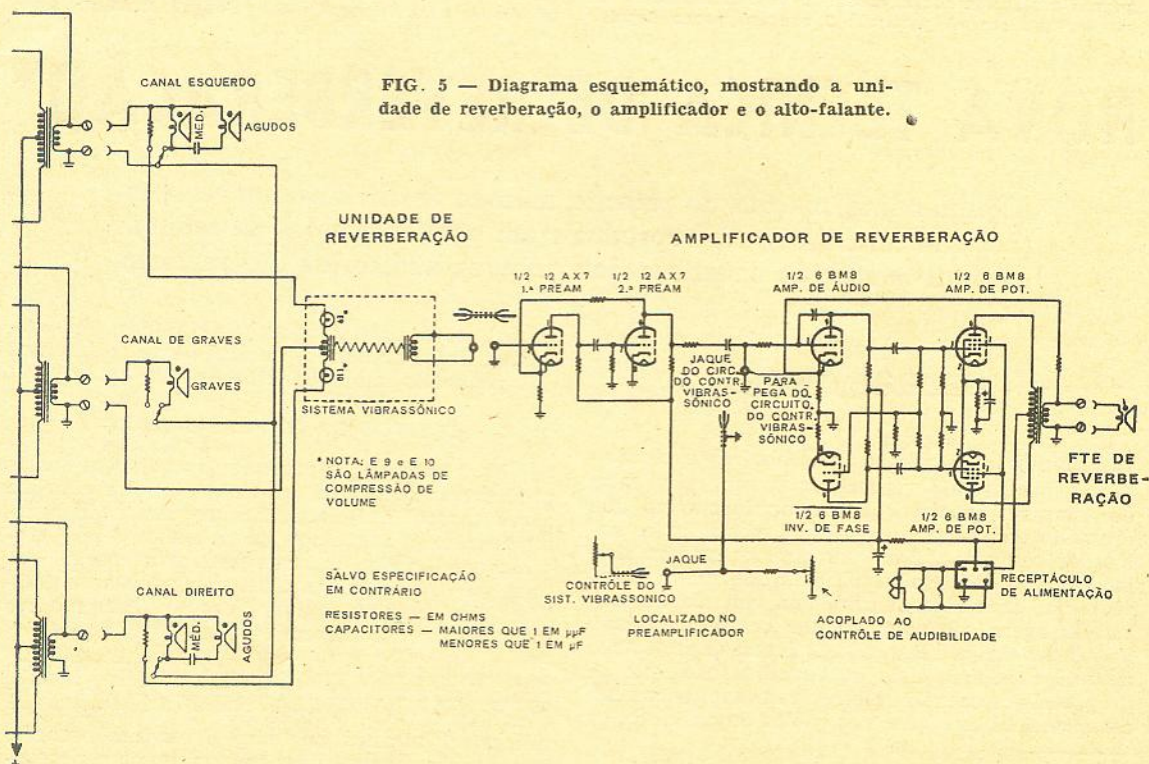 FIG. 5 — Diagrama esquemático, mostrando a uni-
dade de reverberação, o amplificador e o alto-falante.
CANAL ESQUERDO
MÉD.
AGUDOS
UNIDADE DE
REVERBERAÇÃO
AMPLIFICADOR DE REVERBERAÇÃO
1/2 12 AX7
1.ª PREAM
1/2 12 AX7
2.ª PREAM
1/2 6 BM8
AMP. DE ÁUDIO
1/2 6 BM8
AMP. DE POT.
CANAL DE GRAVES
GRAVES
SISTEMA VIBRASSÔNICO
JAQUE
DO CIRC.
DO CONTR.
VIBRAS-
SÔNICO
PARA
PEGA DO
CIRCUITO
DO CONTR.
VIBRAS-
SÔNICO
FTE DE
REVERBE-
RAÇÃO
* NOTA: E 9 e E 10
SÃO LÂMPADAS DE
COMPRESSÃO DE
VOLUME
1/2 6 BM8
INV. DE FASE
1/2 6 BM8
AMP. DE POT.
JAQUE
CONTRÔLE DO
SIST. VIBRASSONICO
RECEPTÁCULO
DE ALIMENTAÇÃO
LOCALIZADO NO
PREAMPLIFICADOR
ACOPLADO AO
CONTRÔLE DE AUDIBILIDADE
SALVO ESPECIFICAÇÃO
EM CONTRÁRIO
RESISTORES — EM OHMS
CAPACITORES — MAIORES QUE 1 EM µµF
MENORES QUE 1 EM µF
CANAL DIREITO
MÉD.
AGUDOS